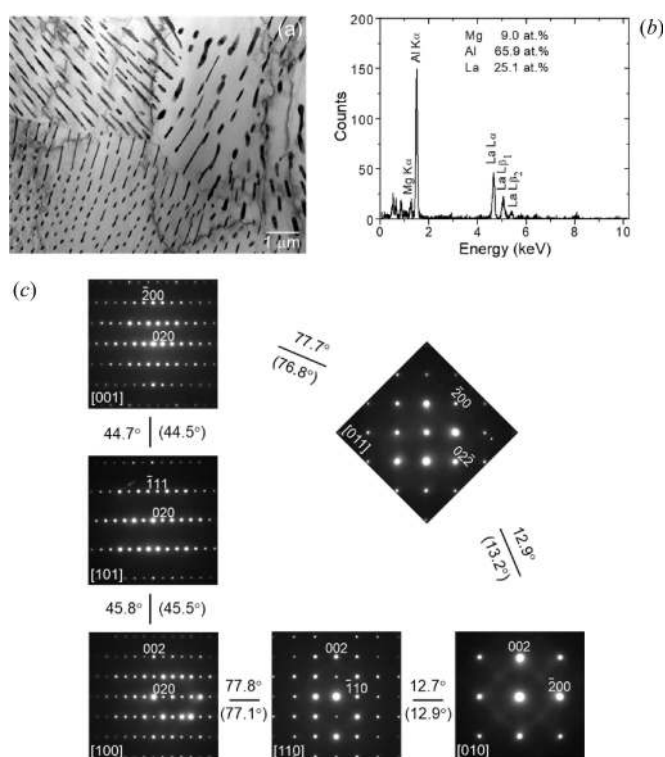 (a)
1 μm
(b)
Mg 9.0 at.%
Al 65.9 at.%
La 25.1 at.%
Counts
200
150
100
50
0
Mg Kα
Al Kα
La Lα
La Lβ1
La Lβ2
0 2 4 6 8 10
Energy (keV)
(c)
2̄00
020
[001]
77.7°
(76.8°)
2̄00
022̄
[011]
44.7° (44.5°)
1̄11
020
[101]
12.9°
(13.2°)
45.8° (45.5°)
002
020
[100]
77.8°
(77.1°)
002
1̄10
[110]
12.7°
(12.9°)
002
2̄00
[010]